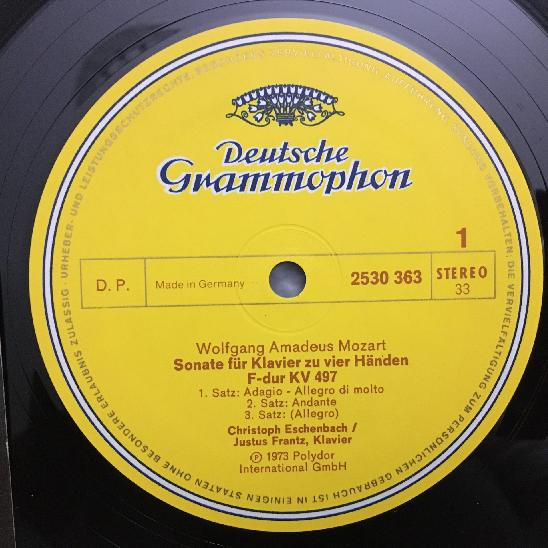 Deutsche
Grammophon
1
D. P.
Made in Germany
2530 363
STEREO
33
Wolfgang Amadeus Mozart
Sonate für Klavier zu vier Händen
F-dur KV 497
1. Satz: Adagio - Allegro di molto
2. Satz: Andante
3. Satz: (Allegro)
Christoph Eschenbach /
Justus Frantz, Klavier
Ⓟ 1973 Polydor
International GmbH
URHEBER- UND LEISTUNGSSCHUTZRECHTE, VORBEHALTEN; DIE VERVIELFÄLTIGUNG ZUM PERSÖNLICHEN GEBRAUCH IST IN EINIGEN STAATEN OHNE BESONDERE ERLAUBNIS ZULÄSSIG ·